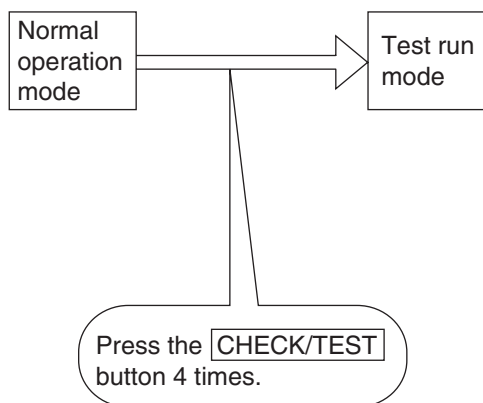 Normal
operation
mode
Test run
mode
Press the CHECK/TEST
button 4 times.